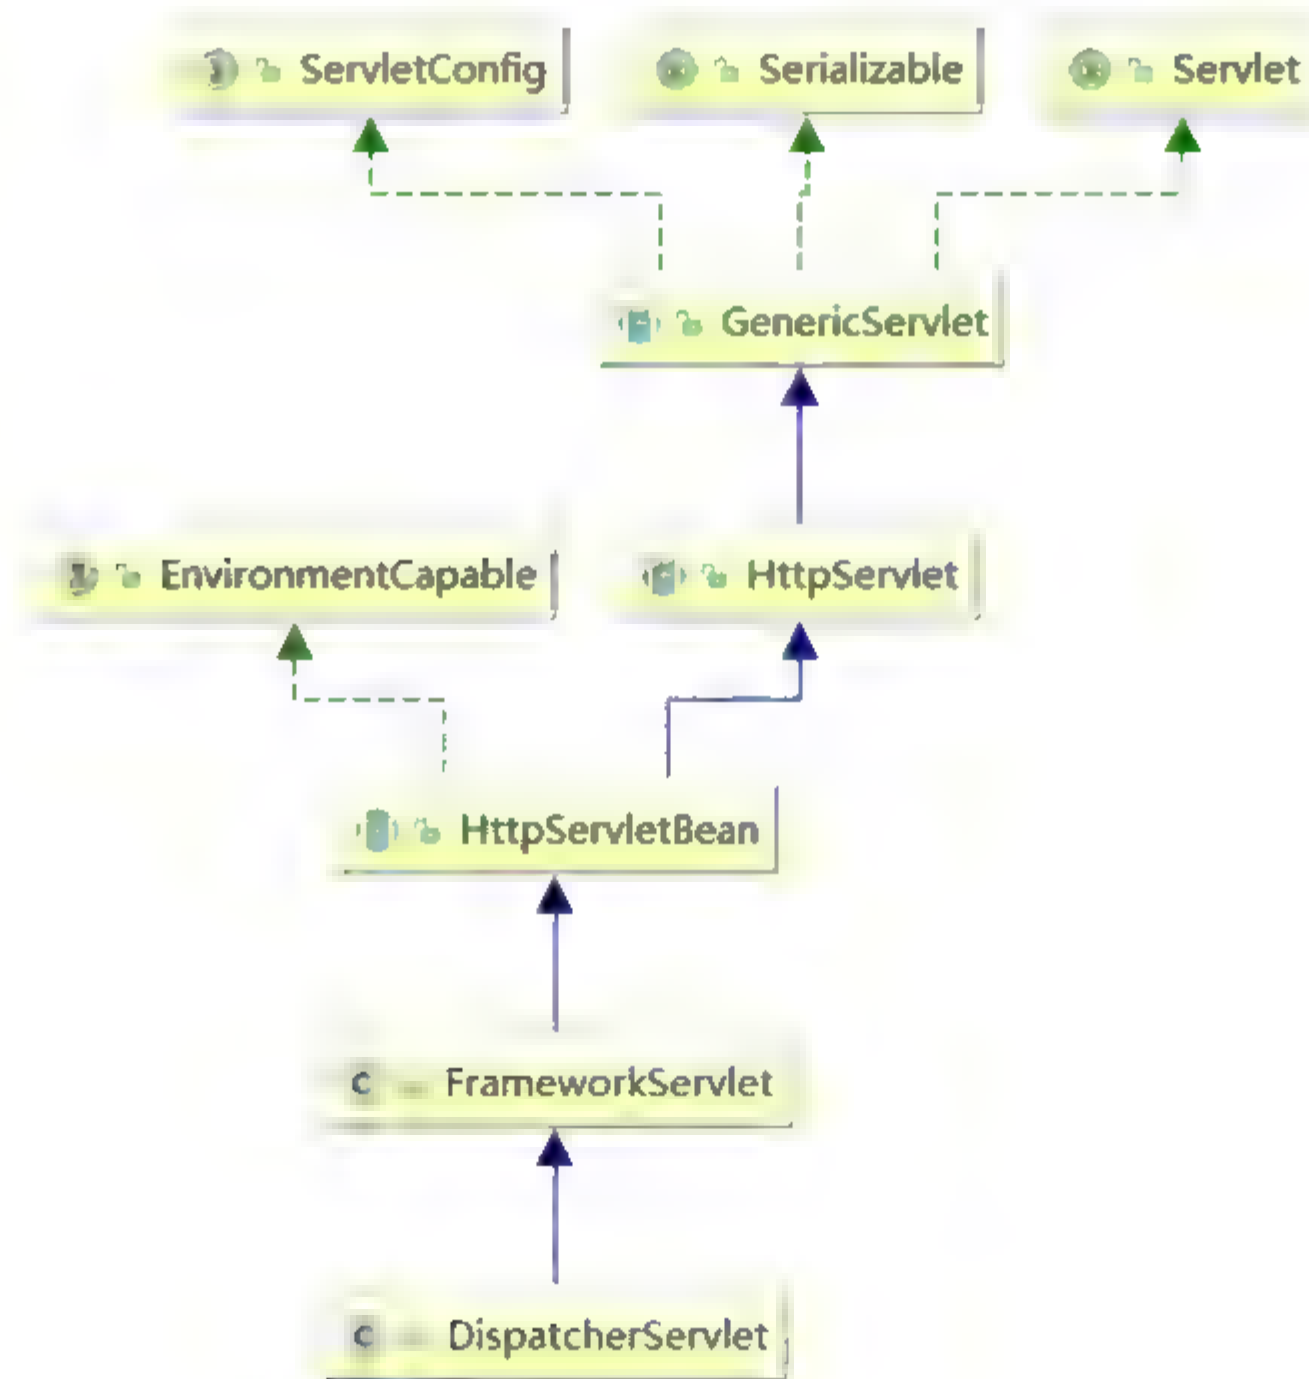 ServletConfig Serializable Servlet
GenericServlet
EnvironmentCapable HttpServlet
HttpServletBean
C FrameworkServlet
C DispatcherServlet